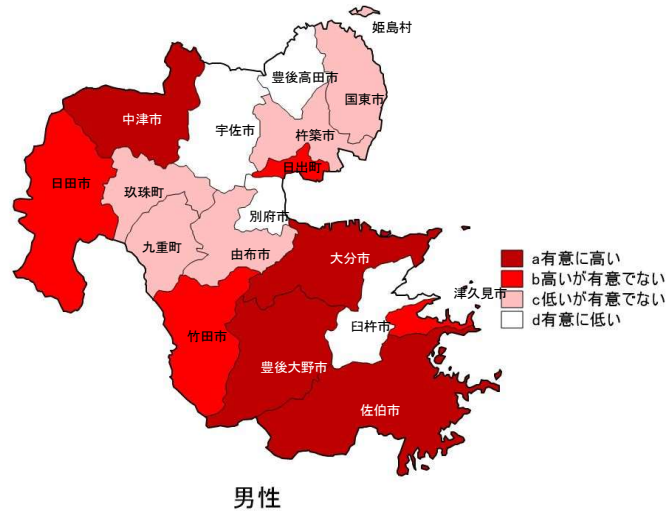 姫島村
豊後高田市
国東市
中津市
宇佐市
杵築市
日出町
日田市
玖珠町
別府市
九重町
由布市
大分市
a有意に高い
b高いが有意でない
津久見市
c低いが有意でない
d有意に低い
臼杵市
竹田市
豊後大野市
佐伯市
男性